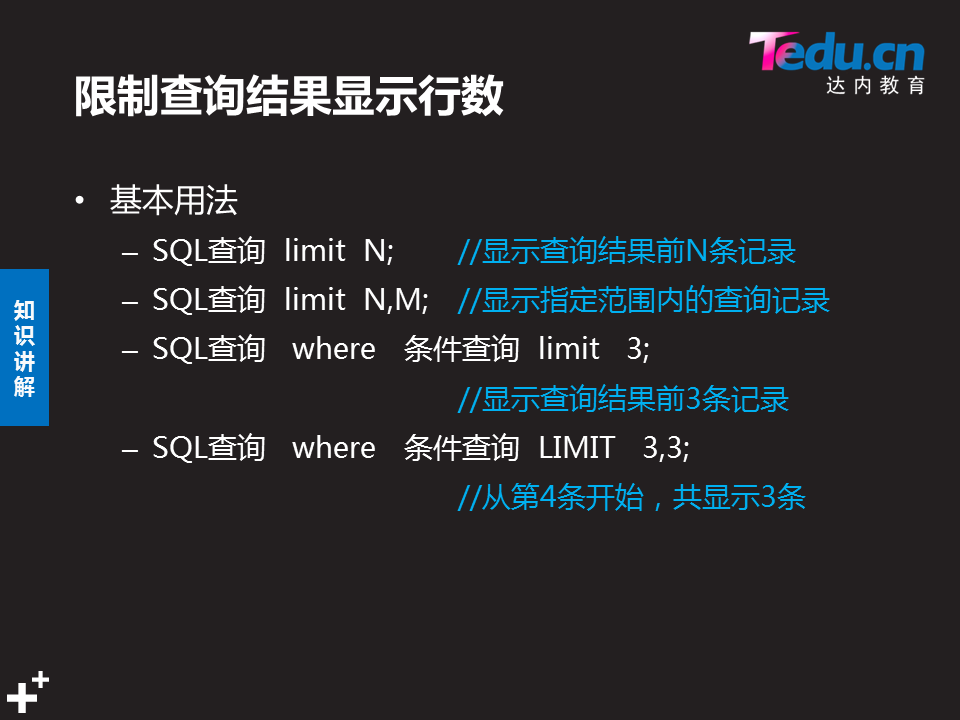 Tedu.cn
达内教育
限制查询结果显示行数
• 基本用法
– SQL查询 limit N; //显示查询结果前N条记录
– SQL查询 limit N,M; //显示指定范围内的查询记录
– SQL查询 where 条件查询 limit 3;
//显示查询结果前3条记录
– SQL查询 where 条件查询 LIMIT 3,3;
//从第4条开始，共显示3条
知
识
讲
解